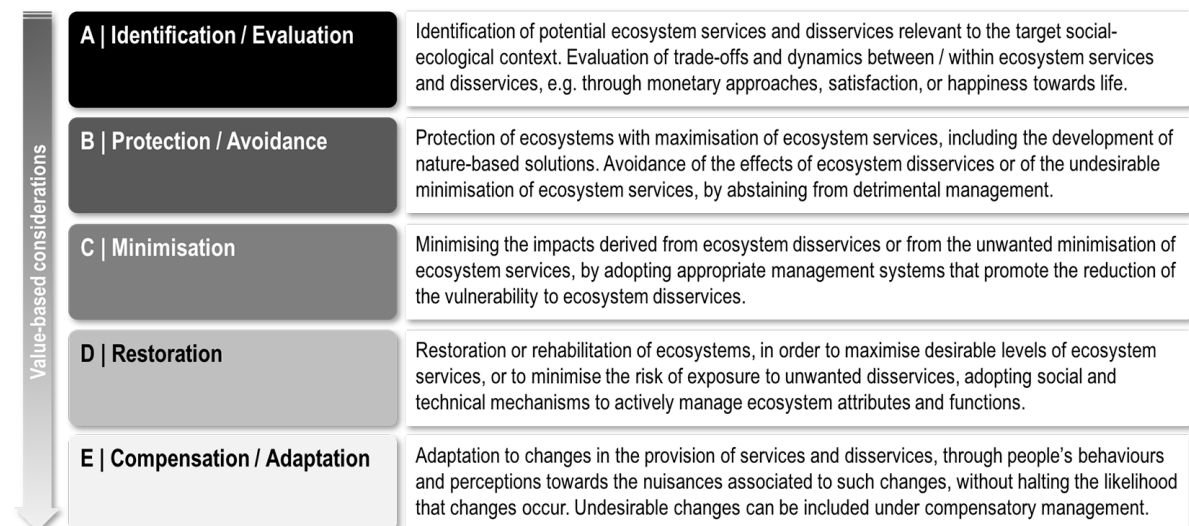 Value-based considerations
A | Identification / Evaluation
Identification of potential ecosystem services and disservices relevant to the target social-
ecological context. Evaluation of trade-offs and dynamics between / within ecosystem services
and disservices, e.g. through monetary approaches, satisfaction, or happiness towards life.
B | Protection / Avoidance
Protection of ecosystems with maximisation of ecosystem services, including the development of
nature-based solutions. Avoidance of the effects of ecosystem disservices or of the undesirable
minimisation of ecosystem services, by abstaining from detrimental management.
C | Minimisation
Minimising the impacts derived from ecosystem disservices or from the unwanted minimisation of
ecosystem services, by adopting appropriate management systems that promote the reduction of
the vulnerability to ecosystem disservices.
D | Restoration
Restoration or rehabilitation of ecosystems, in order to maximise desirable levels of ecosystem
services, or to minimise the risk of exposure to unwanted disservices, adopting social and
technical mechanisms to actively manage ecosystem attributes and functions.
E | Compensation / Adaptation
Adaptation to changes in the provision of services and disservices, through people's behaviours
and perceptions towards the nuisances associated to such changes, without halting the likelihood
that changes occur. Undesirable changes can be included under compensatory management.